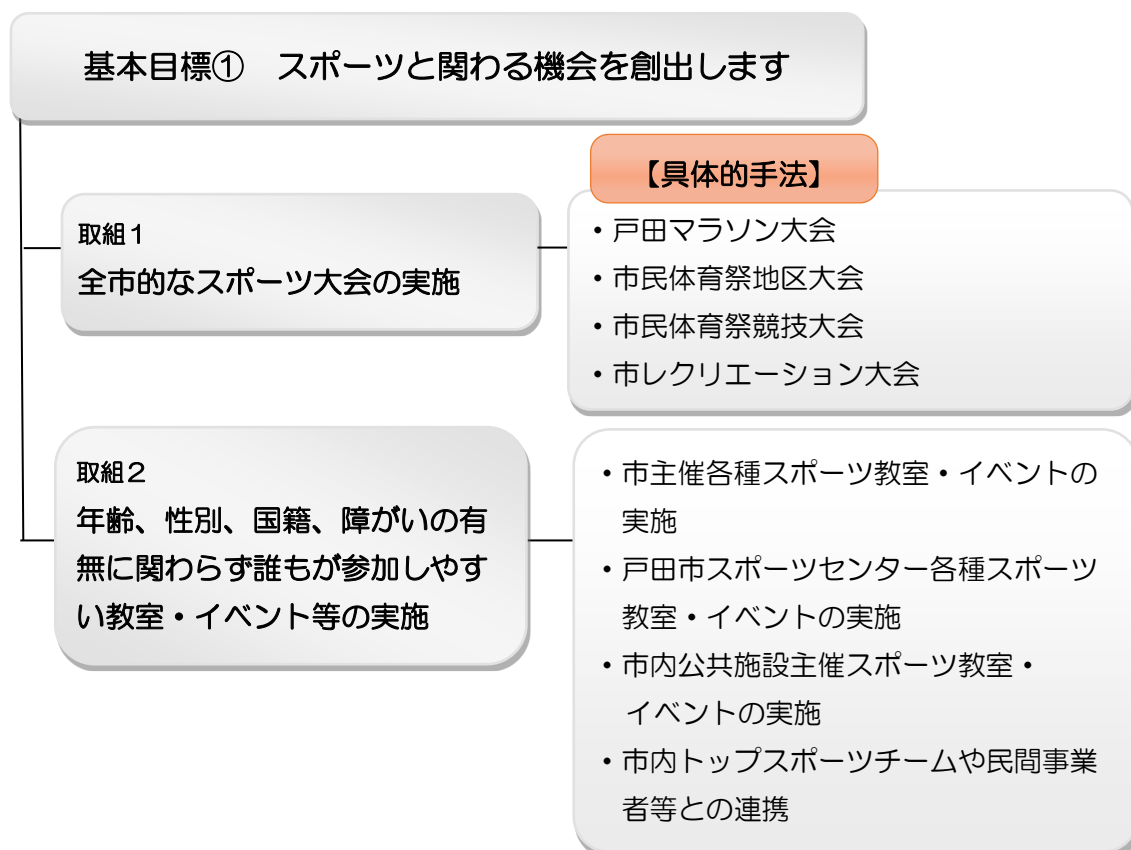 基本目標①　スポーツと関わる機会を創出します
【具体的手法】
取組１
全市的なスポーツ大会の実施
・戸田マラソン大会
・市民体育祭地区大会
・市民体育祭競技大会
・市レクリエーション大会
取組２
年齢、性別、国籍、障がいの有
無に関わらず誰もが参加しやす
い教室・イベント等の実施
・市主催各種スポーツ教室・イベントの
実施
・戸田市スポーツセンター各種スポーツ
教室・イベントの実施
・市内公共施設主催スポーツ教室・
イベントの実施
・市内トップスポーツチームや民間事業
者等との連携